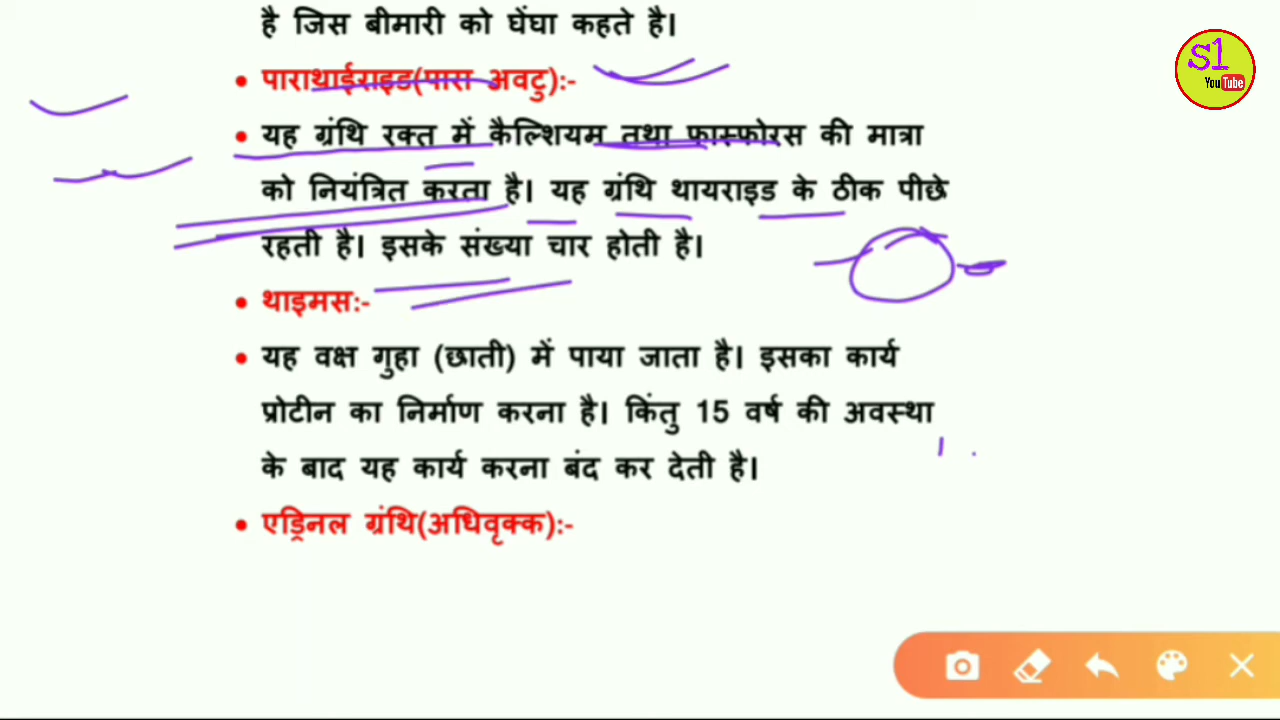 है जिस बीमारी को घेंघा कहते है।
• पाराथाईराइड(पारा अवटु):-
• यह ग्रंथि रक्त में कैल्शियम तथा फास्फोरस की मात्रा
को नियंत्रित करता है। यह ग्रंथि थायराइड के ठीक पीछे
रहती है। इसके संख्या चार होती है।
• थाइमस:-
• यह वक्ष गुहा (छाती) में पाया जाता है। इसका कार्य
प्रोटीन का निर्माण करना है। किंतु 15 वर्ष की अवस्था
के बाद यह कार्य करना बंद कर देती है।
• एड्रिनल ग्रंथि(अधिवृक्क):-
S1
YouTube